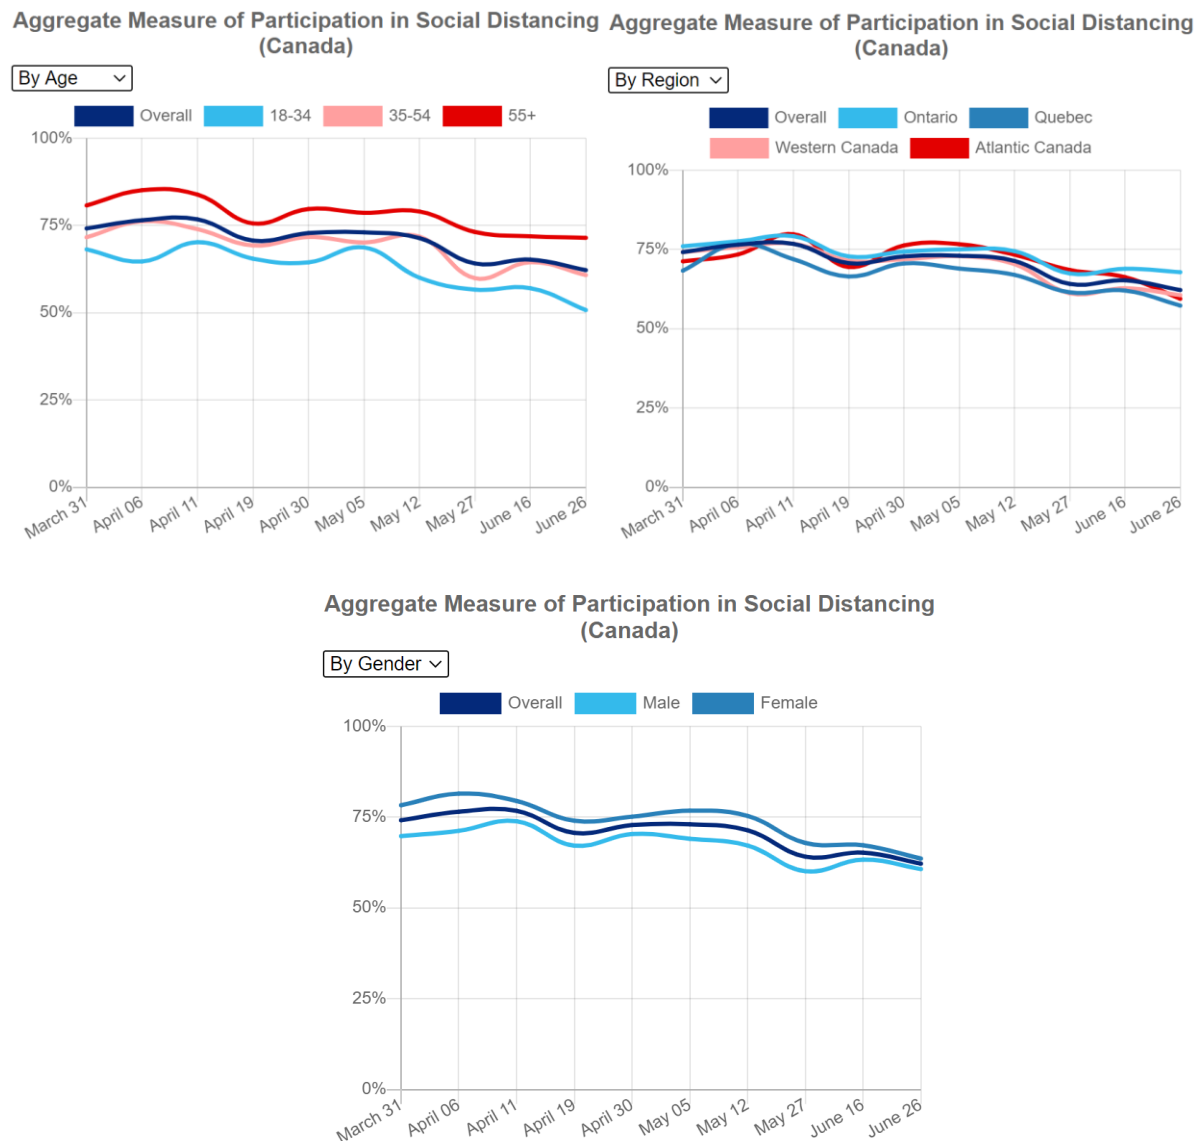 Aggregate Measure of Participation in Social Distancing
(Canada)
By Age
Overall 18-34 35-54 55+
100%
75%
50%
25%
0%
March 31 April 06 April 11 April 19 April 30 May 05 May 12 May 27 June 16 June 26
Aggregate Measure of Participation in Social Distancing
(Canada)
By Region
Overall Ontario Quebec
Western Canada Atlantic Canada
100%
75%
50%
25%
0%
March 31 April 06 April 11 April 19 April 30 May 05 May 12 May 27 June 16 June 26
Aggregate Measure of Participation in Social Distancing
(Canada)
By Gender
Overall Male Female
100%
75%
50%
25%
0%
March 31 April 06 April 11 April 19 April 30 May 05 May 12 May 27 June 16 June 26